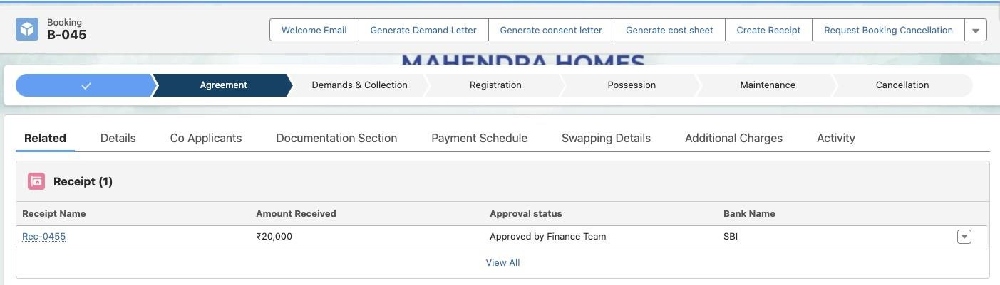 Booking
B-045
Welcome Email Generate Demand Letter Generate consent letter Generate cost sheet Create Receipt Request Booking Cancellation
MAHENDRA HOMES
Agreement Demands & Collection Registration Possession Maintenance Cancellation
Related Details Co Applicants Documentation Section Payment Schedule Swapping Details Additional Charges Activity
Receipt (1)
Receipt Name Amount Received Approval status Bank Name
Rec-0455 ₹20,000 Approved by Finance Team SBI
View All